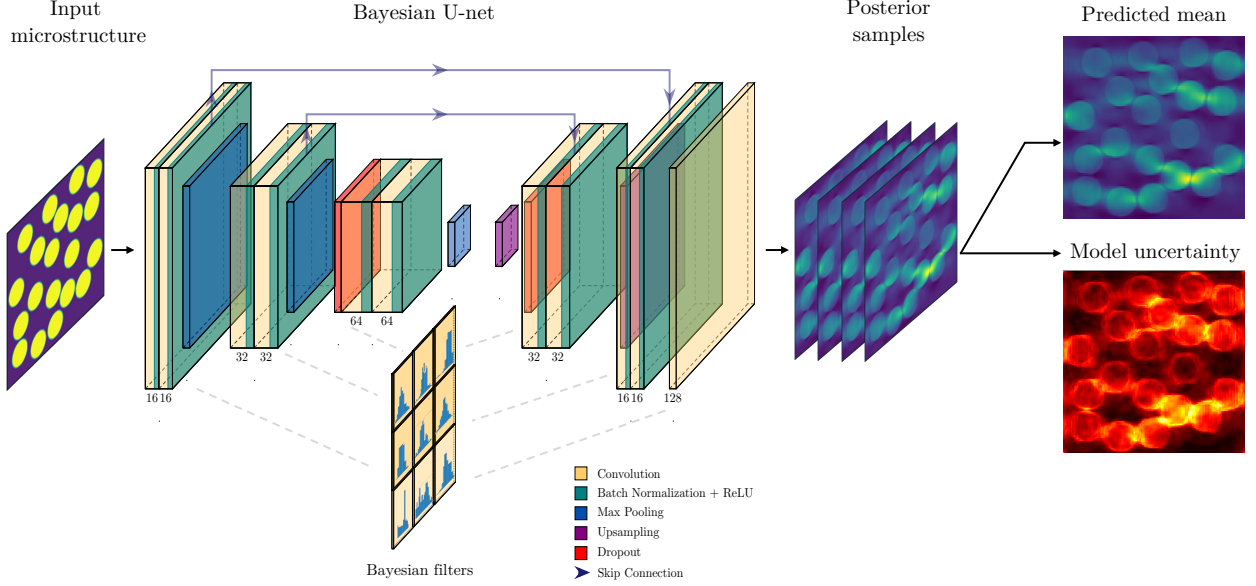 Input
microstructure
Bayesian U-net
Posterior
samples
Predicted mean
Model uncertainty
16 16
32 32
64 64
32 32
16 16
128
Bayesian filters
Convolution
Batch Normalization + ReLU
Max Pooling
Upsampling
Dropout
Skip Connection